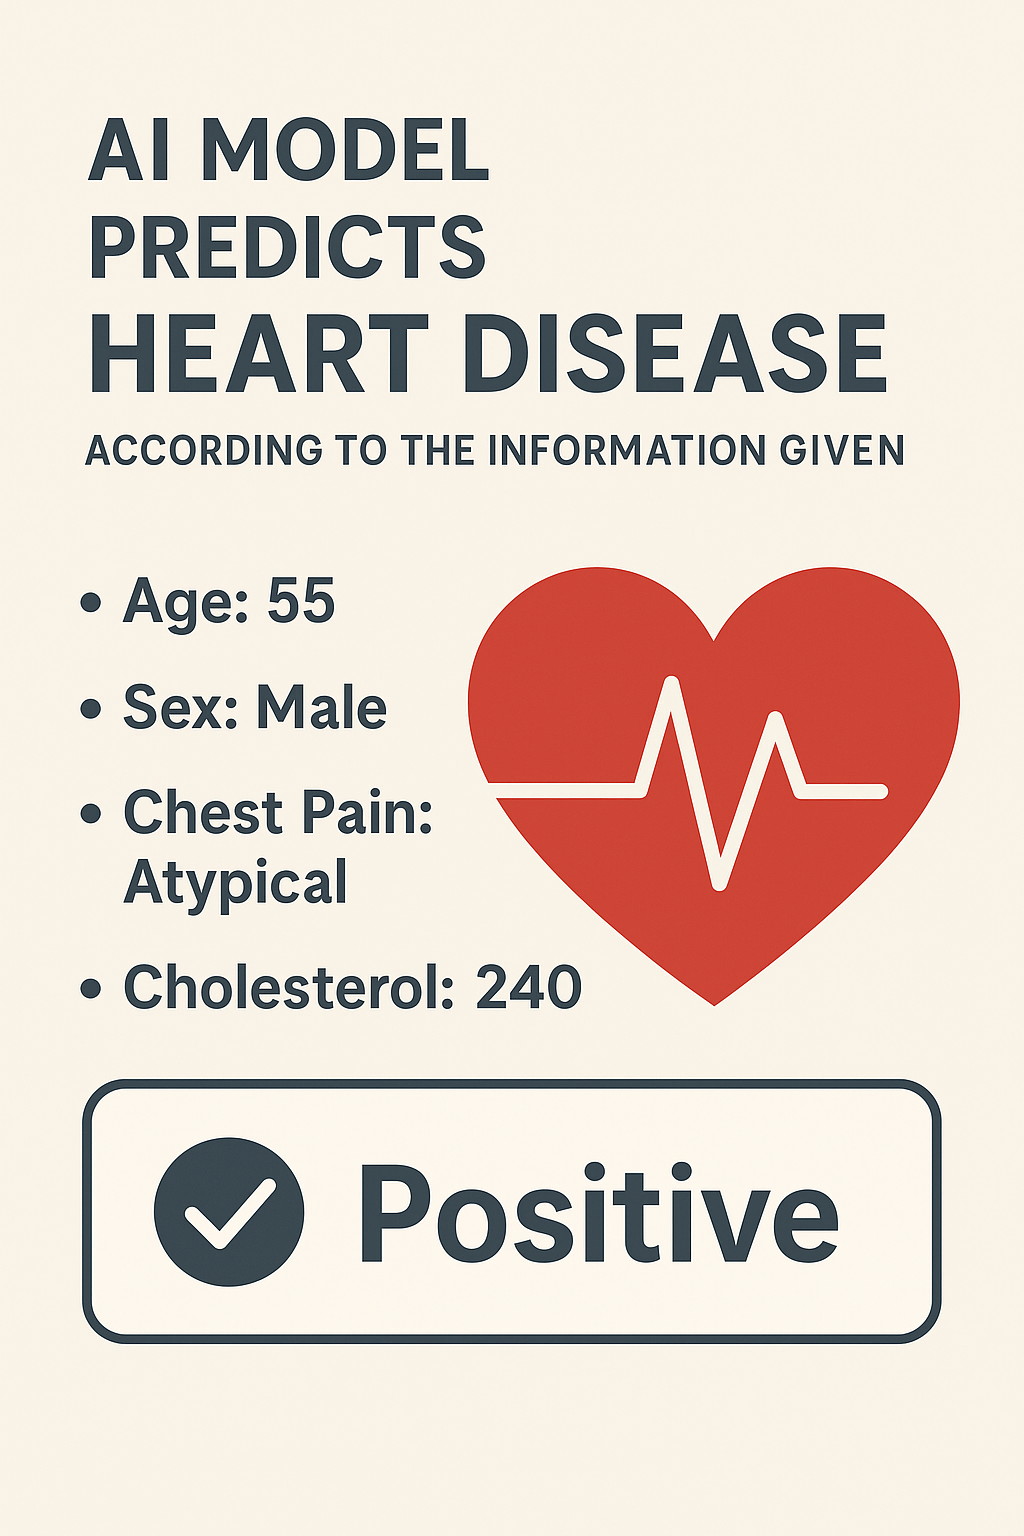 AI MODEL
PREDICTS
HEART DISEASE
ACCORDING TO THE INFORMATION GIVEN
• Age: 55
• Sex: Male
• Chest Pain:
Atypical
• Cholesterol: 240
Positive